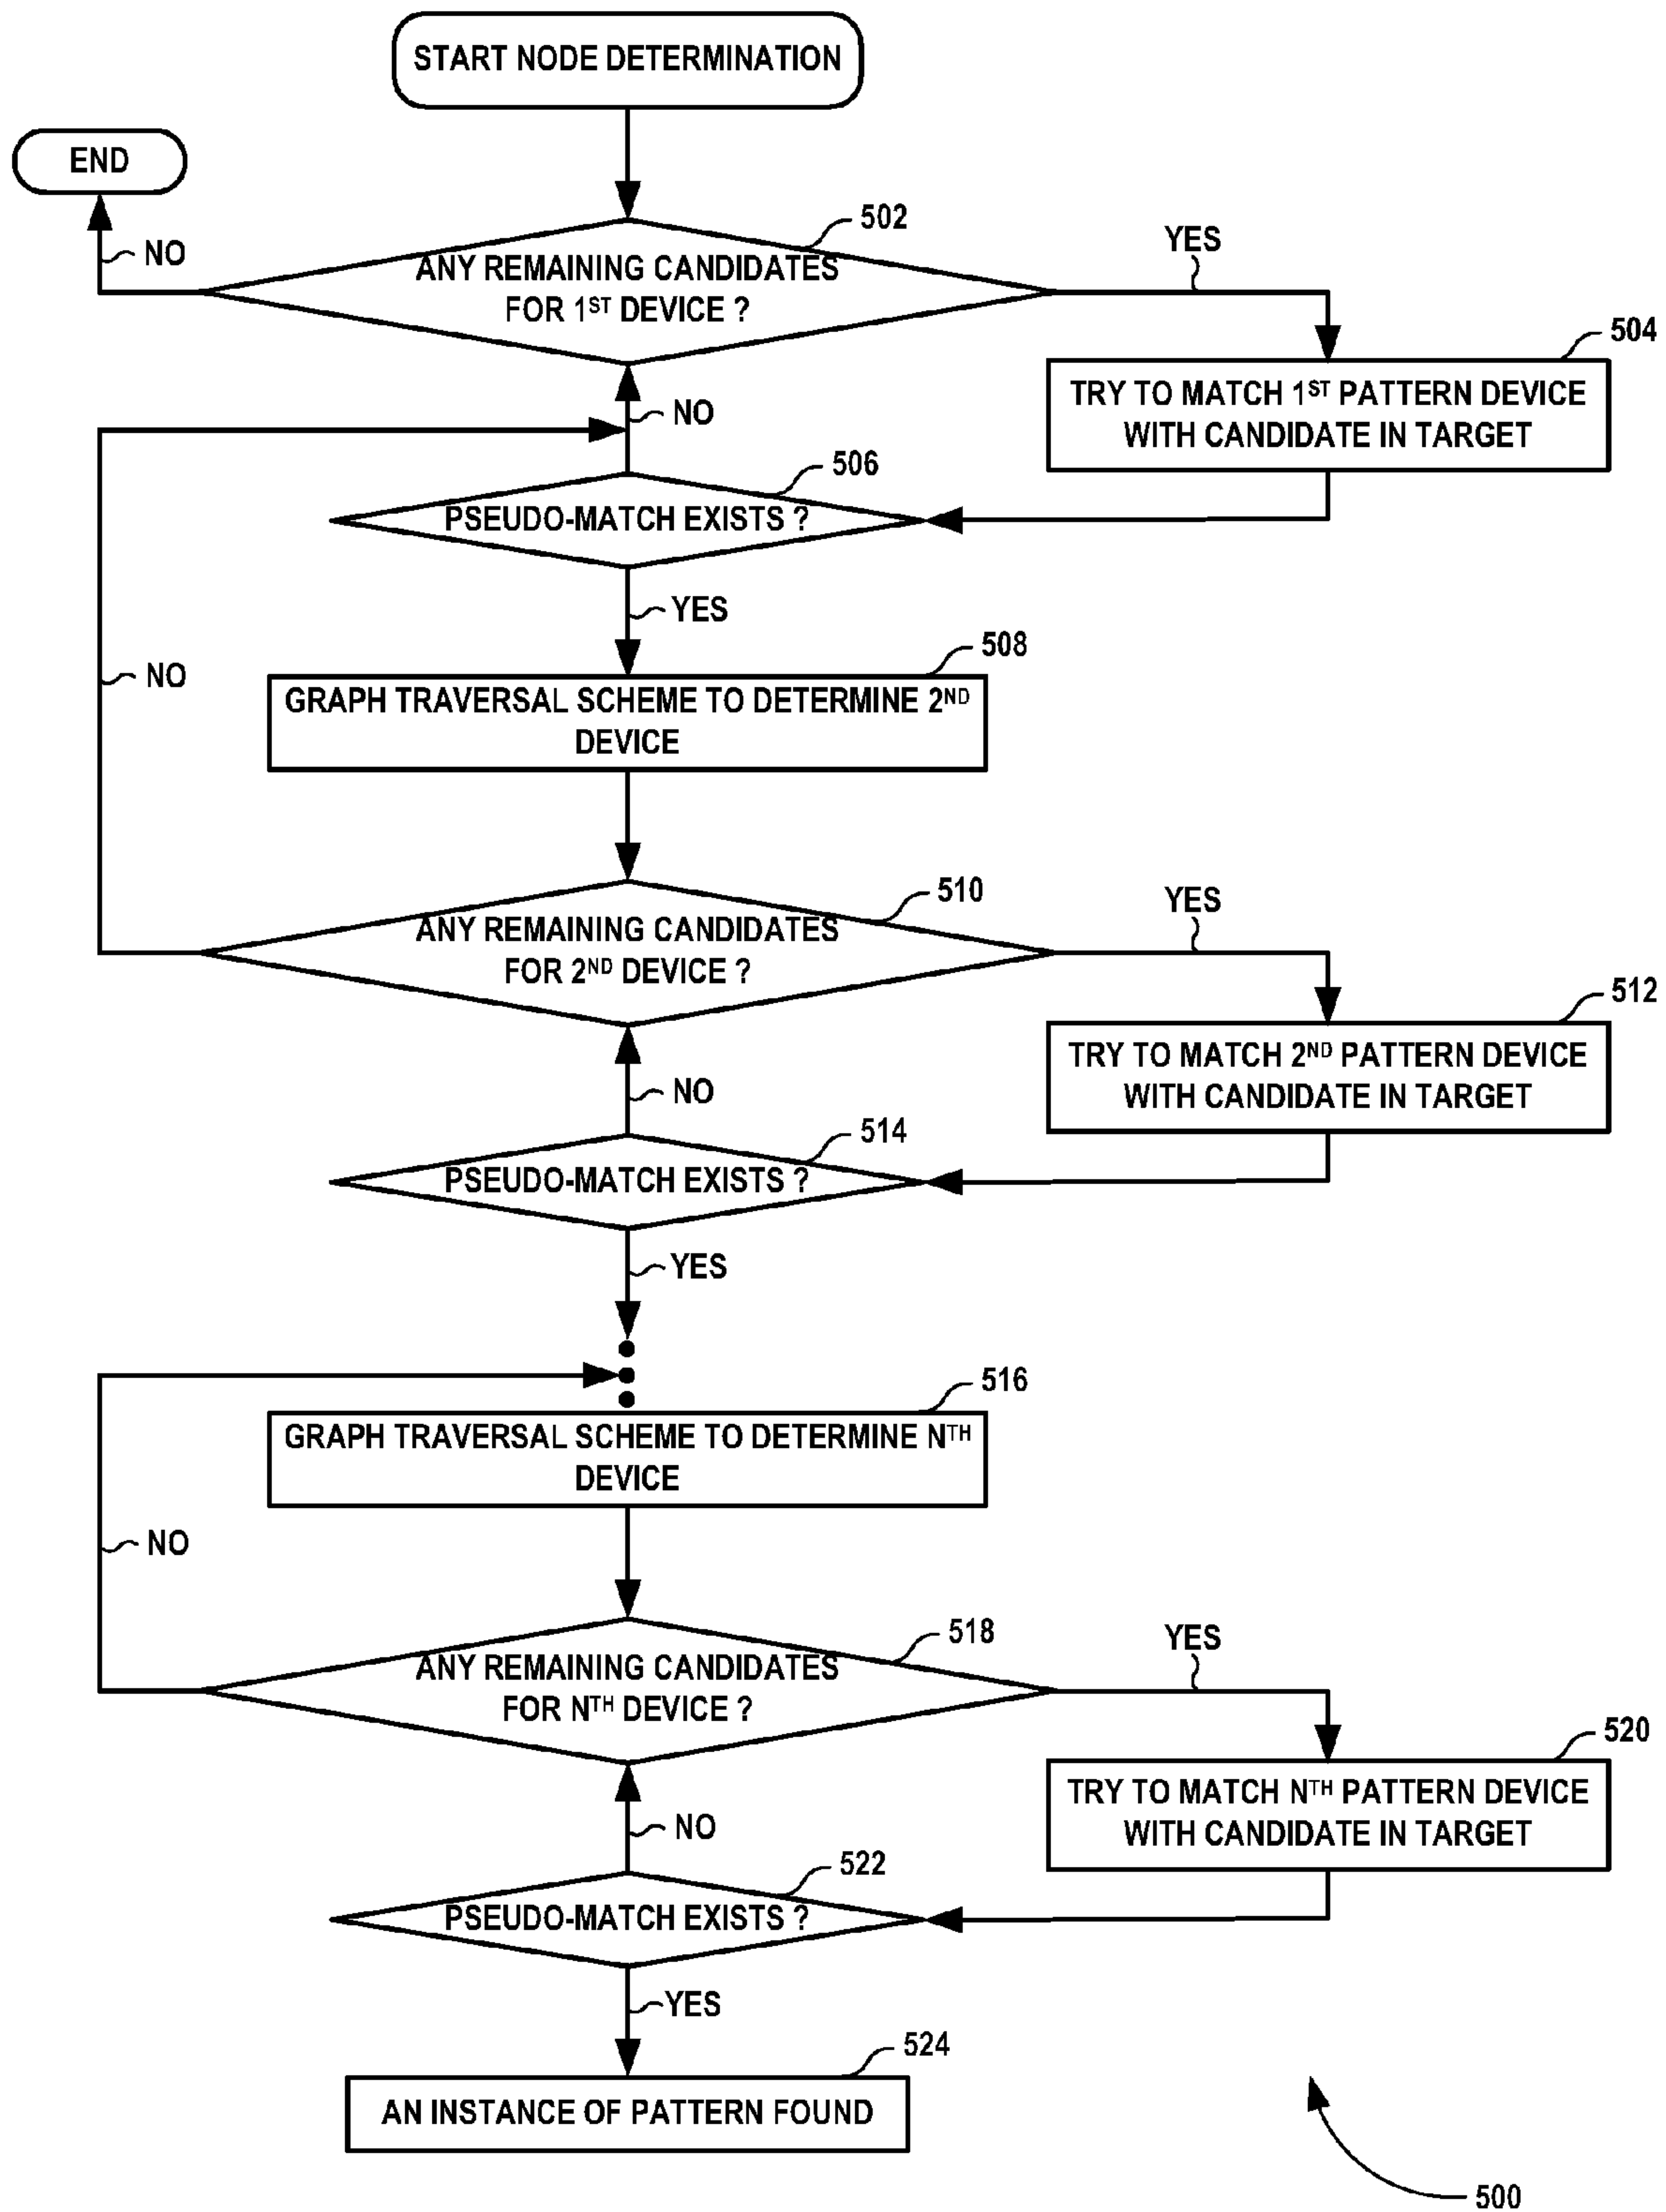 START NODE DETERMINATION
END
502
NO
YES
ANY REMAINING CANDIDATES
FOR 1ST DEVICE ?
504
TRY TO MATCH 1ST PATTERN DEVICE
WITH CANDIDATE IN TARGET
NO
506
PSEUDO-MATCH EXISTS ?
YES
508
NO
GRAPH TRAVERSAL SCHEME TO DETERMINE 2ND
DEVICE
510
YES
ANY REMAINING CANDIDATES
FOR 2ND DEVICE ?
512
TRY TO MATCH 2ND PATTERN DEVICE
WITH CANDIDATE IN TARGET
NO
514
PSEUDO-MATCH EXISTS ?
YES
516
GRAPH TRAVERSAL SCHEME TO DETERMINE NTH
DEVICE
NO
518
YES
ANY REMAINING CANDIDATES
FOR NTH DEVICE ?
520
TRY TO MATCH NTH PATTERN DEVICE
WITH CANDIDATE IN TARGET
NO
522
PSEUDO-MATCH EXISTS ?
YES
524
AN INSTANCE OF PATTERN FOUND
500